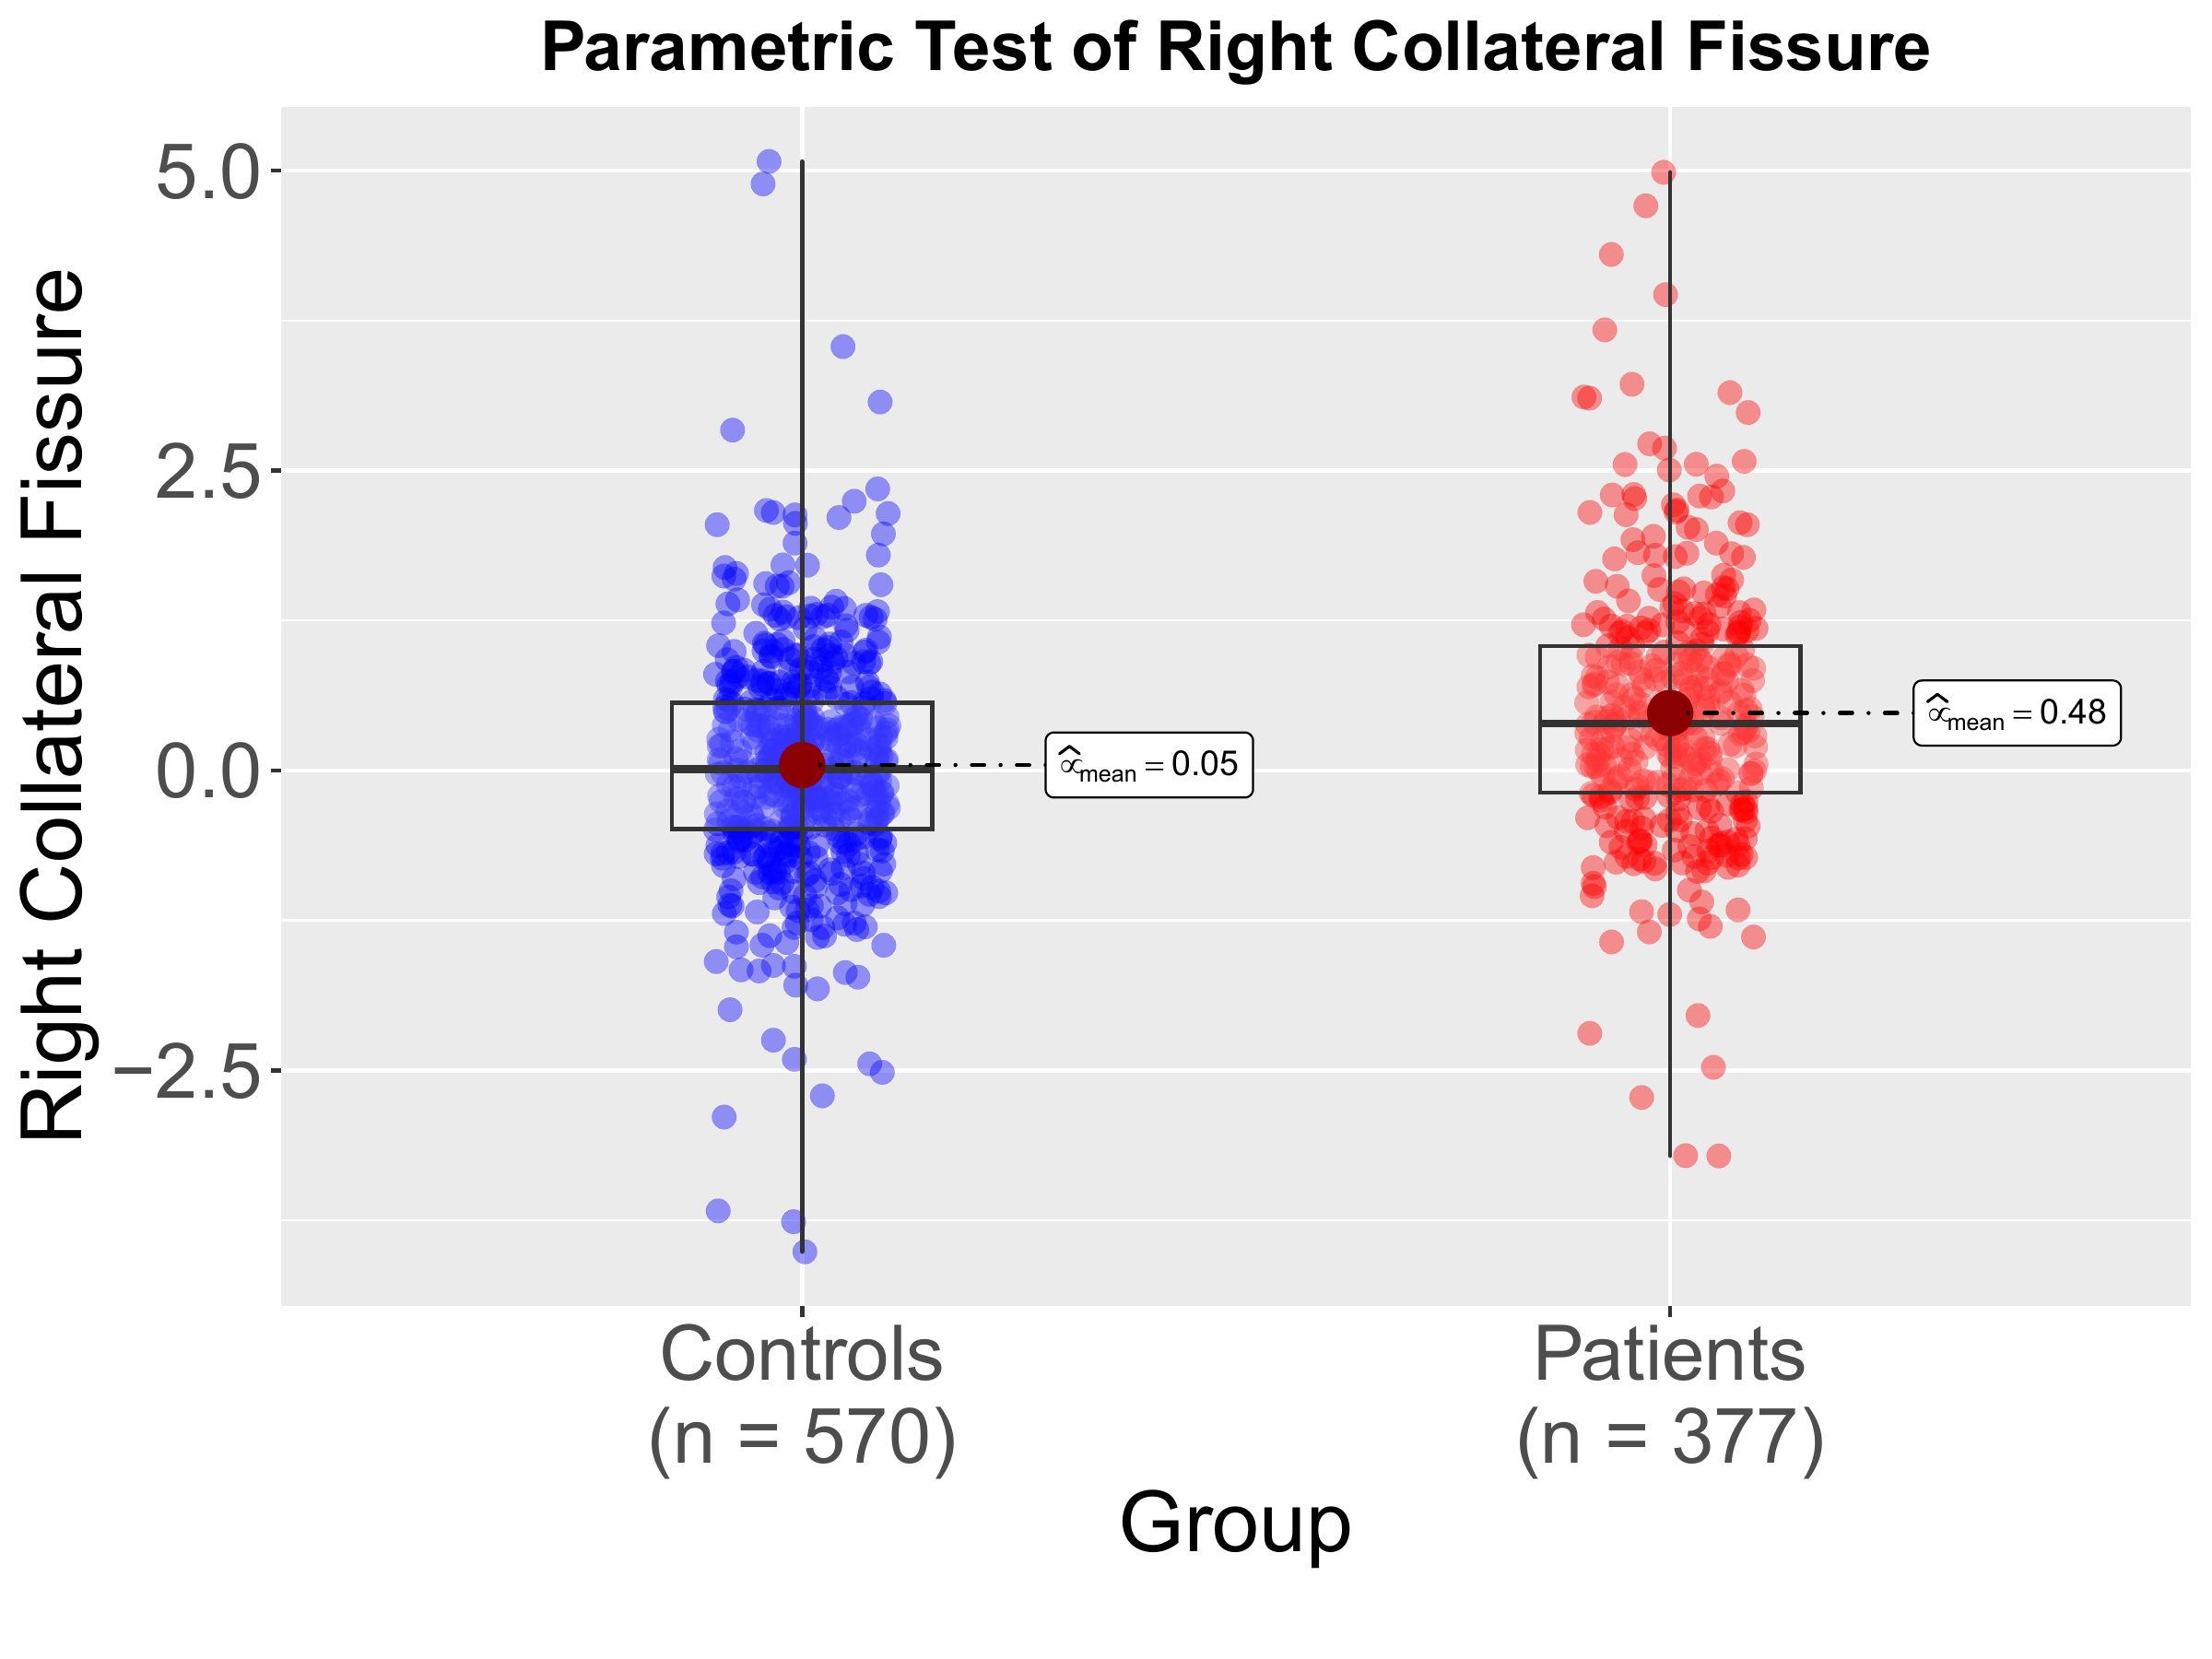 Parametric Test of Right Collateral Fissure
Right Collateral Fissure
5.0
2.5
0.0
−2.5
∝̂mean = 0.05
∝̂mean = 0.48
Controls
(n = 570)
Patients
(n = 377)
Group